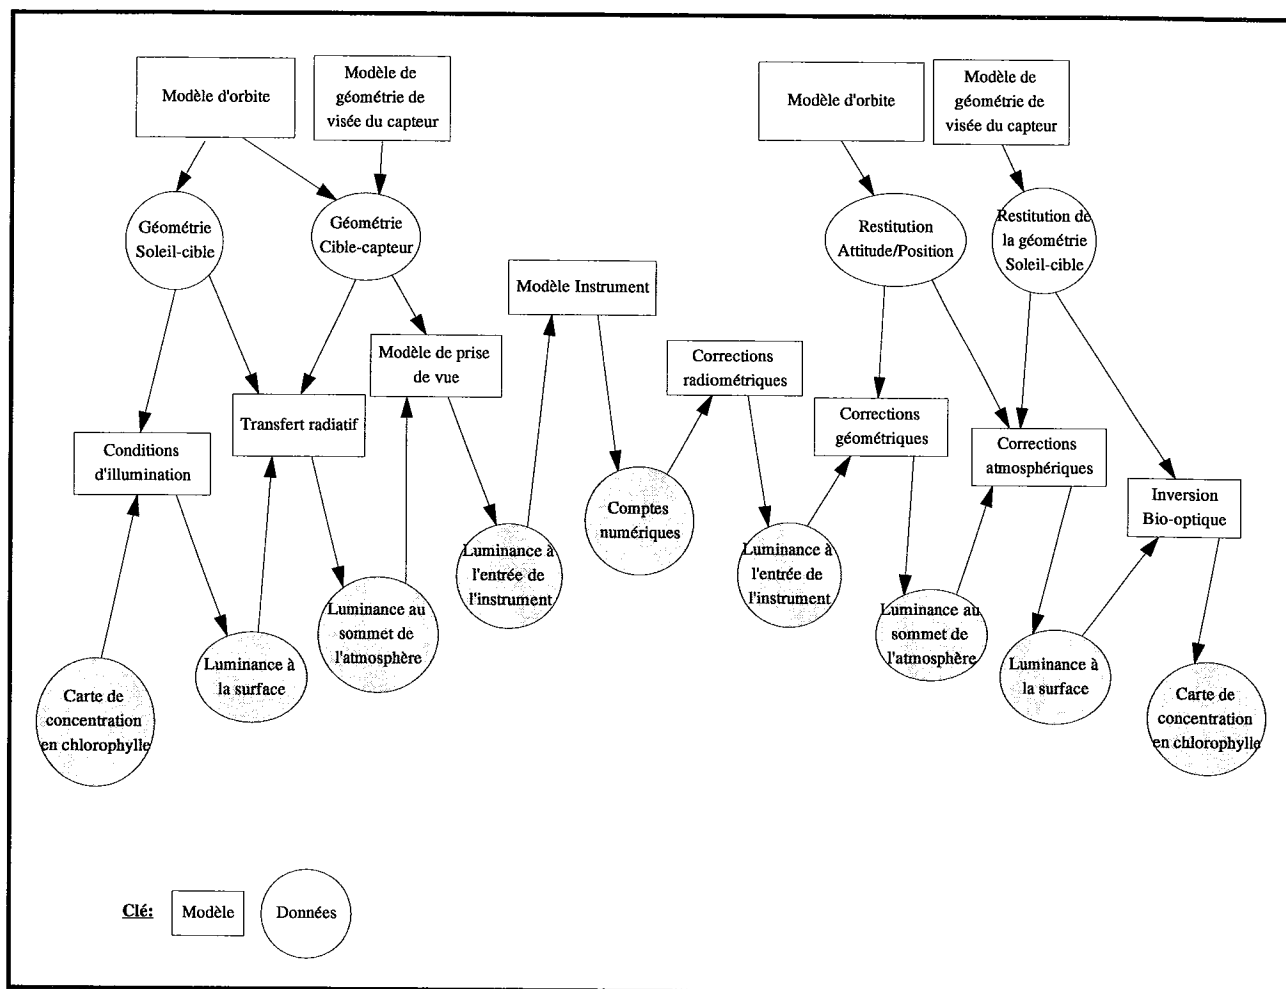 Modèle d'orbite
Modèle de
géométrie de
visée du capteur
Modèle d'orbite
Modèle de
géométrie de
visée du capteur
Géométrie
Soleil-cible
Géométrie
Cible-capteur
Restitution
Attitude/Position
Restitution de
la géométrie
Soleil-cible
Modèle Instrument
Modèle de prise
de vue
Corrections
radiométriques
Transfert radiatif
Corrections
géométriques
Conditions
d'illumination
Corrections
atmosphériques
Inversion
Bio-optique
Comptes
numériques
Luminance à
l'entrée de
l'instrument
Luminance à
l'entrée de
l'instrument
Luminance au
sommet de
l'atmosphère
Luminance au
sommet de
l'atmosphère
Luminance à
la surface
Luminance à
la surface
Carte de
concentration
en chlorophylle
Carte de
concentration
en chlorophylle
Clé:
Modèle
Données